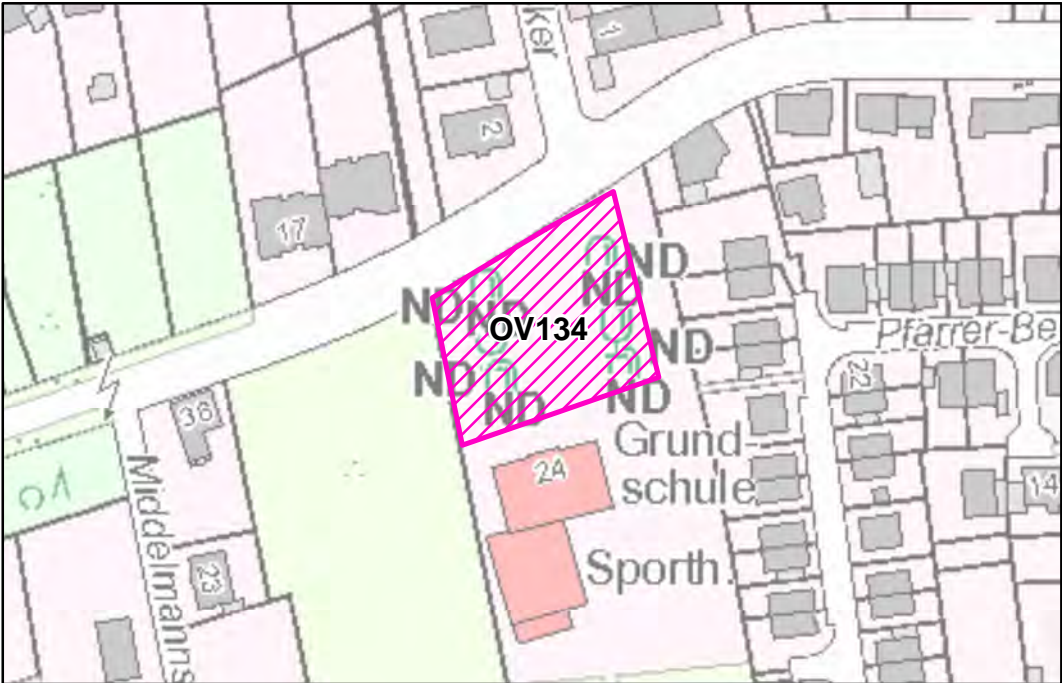 ker
1
2
17
ND
ND
ND
ND
OV134
ND
Pfarrer-Be
ND
ND
ND
22
38
Grund
24
schule
14
Middelmanns
Sporth.
23